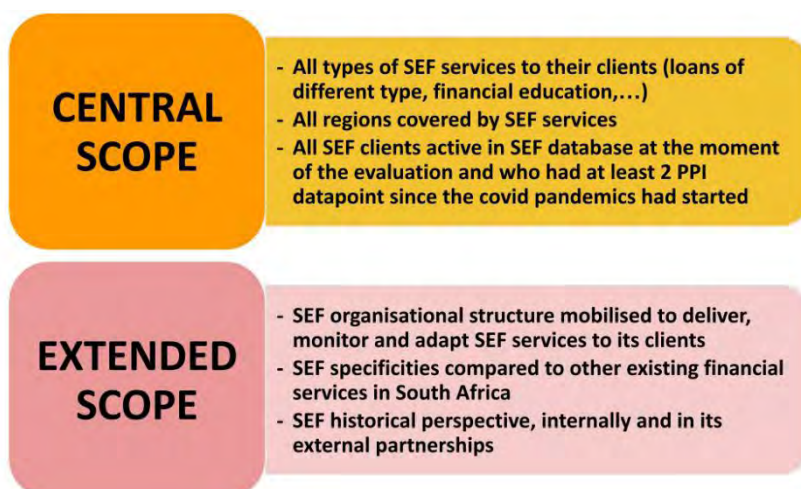 CENTRAL
SCOPE
- All types of SEF services to their clients (loans of
different type, financial education,...)
- All regions covered by SEF services
- All SEF clients active in SEF database at the moment
of the evaluation and who had at least 2 PPI
datapoint since the covid pandemics had started
EXTENDED
SCOPE
- SEF organisational structure mobilised to deliver,
monitor and adapt SEF services to its clients
- SEF specificities compared to other existing financial
services in South Africa
- SEF historical perspective, internally and in its
external partnerships